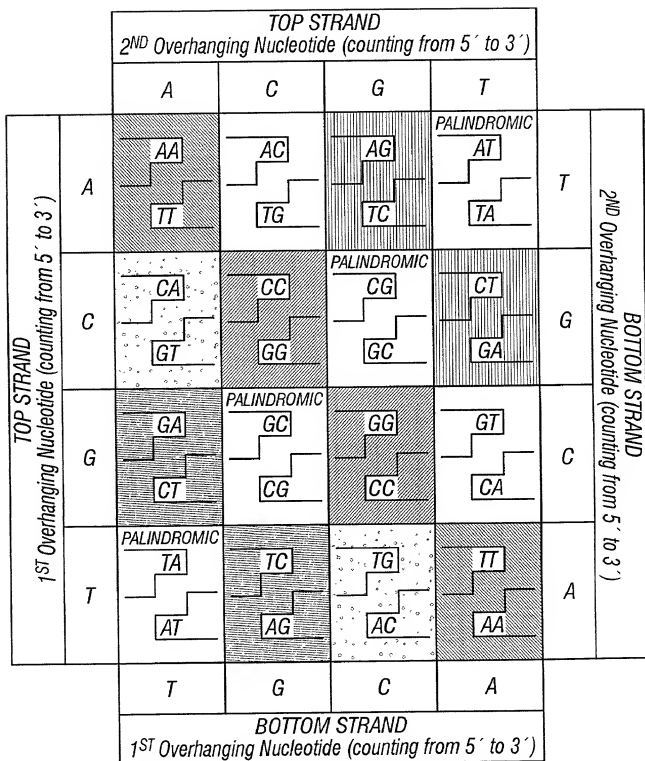 TOP STRAND
2ND Overhanging Nucleotide (counting from 5´ to 3´)
A C G T
TOP STRAND
1ST Overhanging Nucleotide (counting from 5´ to 3´)
A
AA
TT
AC
TG
AG
TC
PALINDROMIC
AT
TA
T
C
CA
GT
CC
GG
PALINDROMIC
CG
GC
CT
GA
G
G
GA
CT
PALINDROMIC
GC
CG
GG
CC
GT
CA
C
T
PALINDROMIC
TA
AT
TC
AG
TG
AC
TT
AA
A
BOTTOM STRAND
2ND Overhanging Nucleotide (counting from 5´ to 3´)
T G C A
BOTTOM STRAND
1ST Overhanging Nucleotide (counting from 5´ to 3´)